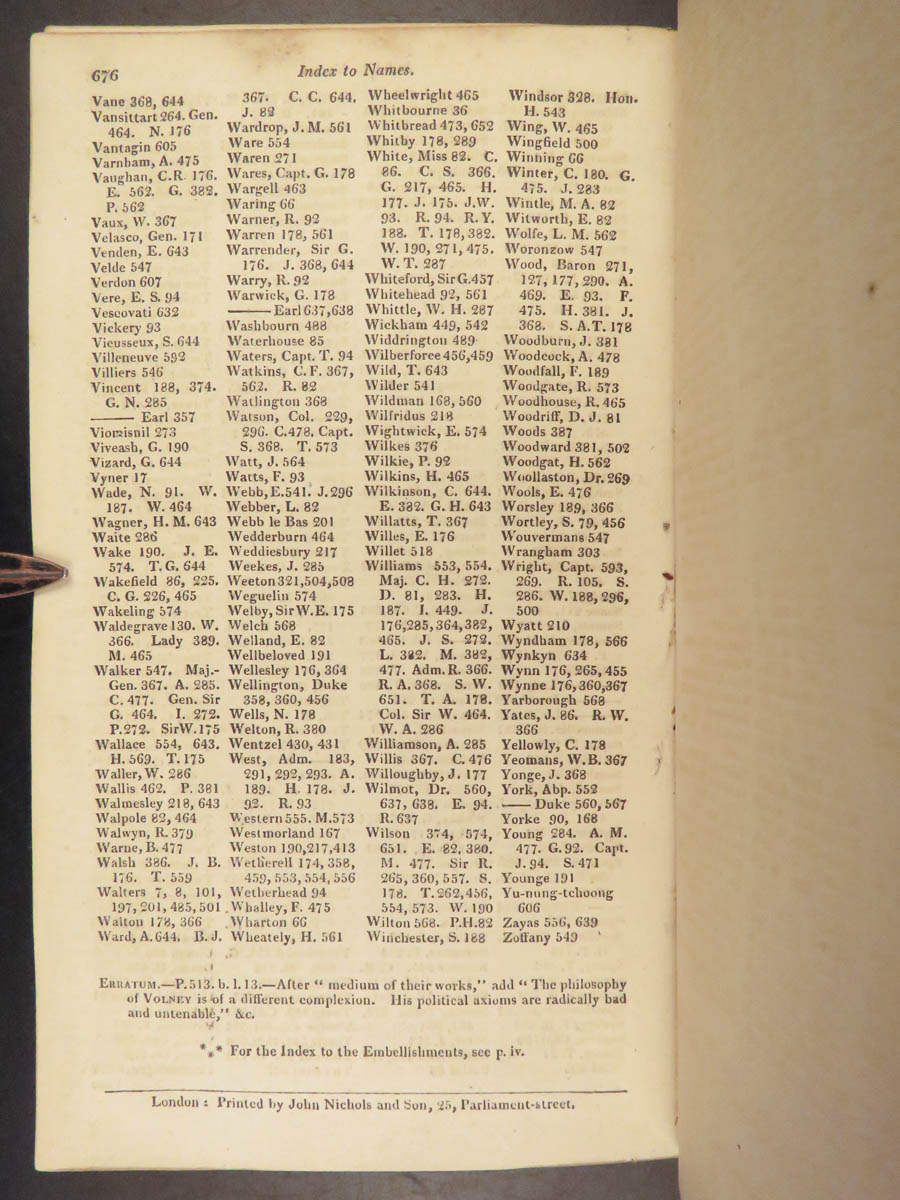 676
Index to Names.
Vane 368, 644
Vansittart 264. Gen.
464. N. 176
Vantagin 605
Varnham, A. 475
Vaughan, C.R. 176.
E. 562. G. 382.
P. 562
Vaux, W. 367
Velasco, Gen. 171
Venden, E. 643
Velde 547
Verdon 607
Vere, E. S. 94
Vescovati 632
Vickery 93
Vicusseux, S. 644
Villeneuve 592
Villiers 546
Vincent 188, 374.
G. N. 285
—— Earl 357
Viomisnil 273
Viveash, G. 190
Vizard, G. 644
Vyner 17
Wade, N. 91. W.
187. W. 464
Wagner, H. M. 643
Waite 286
Wake 190. J. E.
574. T. G. 644
Wakefield 86, 225.
C. G. 226, 465
Wakeling 574
Waldegrave 130. W.
366. Lady 389.
M. 465
Walker 547. Maj.-
Gen. 367. A. 285.
C. 477. Gen. Sir
G. 464. I. 272.
P. 272. Sir W. 175
Wallace 554, 643.
H. 569. T. 175
Waller, W. 286
Wallis 462. P. 381
Walmesley 218, 643
Walpole 82, 464
Walwyn, R. 379
Warne, B. 477
Walsh 386. J. B.
176. T. 559
Walters 7, 8, 101,
197, 201, 485, 501
Walton 178, 366
Ward, A. 644. B. J.
367. C. C. 644.
J. 82
Wardrop, J. M. 561
Ware 554
Waren 271
Wares, Capt. G. 178
Wargell 463
Waring 66
Warner, R. 92
Warren 178, 561
Warrender, Sir G.
176. J. 368, 644
Warry, R. 92
Warwick, G. 178
—— Earl 637, 638
Washbourn 488
Waterhouse 85
Waters, Capt. T. 94
Watkins, C. F. 367,
562. R. 82
Watlington 368
Watson, Col. 229,
296. C. 478. Capt.
S. 368. T. 573
Watt, J. 564
Watts, F. 93
Webb, E. 541. J. 296
Webber, L. 82
Webb le Bas 201
Wedderburn 464
Weddiesbury 217
Weekes, J. 285
Weeton 321, 504, 508
Weguelin 574
Welby, Sir W. E. 175
Welch 568
Welland, E. 82
Wellbeloved 191
Wellesley 176, 364
Wellington, Duke
358, 360, 456
Wells, N. 178
Welton, R. 380
Wentzel 430, 431
West, Adm. 183,
291, 292, 293. A.
189. H. 178. J.
92. R. 93
Western 555. M. 573
Westmorland 167
Weston 190, 217, 413
Wetherell 174, 358,
459, 553, 554, 556
Wetherhead 94
Whalley, F. 475
Wharton 66
Wheately, H. 561
Wheelwright 465
Whitbourne 36
Whitbread 473, 652
Whitby 178, 289
White, Miss 82. C.
86. C. S. 366.
G. 217, 465. H.
177. J. 175. J. W.
93. R. 94. R. Y.
188. T. 178, 382.
W. 190, 271, 475.
W. T. 287
Whiteford, Sir G. 457
Whitehead 92, 561
Whittle, W. H. 287
Wickham 449, 542
Widdrington 489
Wilberforce 456, 459
Wild, T. 643
Wilder 541
Wildman 168, 560
Wilfridus 218
Wightwick, E. 574
Wilkes 376
Wilkie, P. 92
Wilkins, H. 465
Wilkinson, C. 644.
E. 382. G. H. 643
Willatts, T. 367
Willes, E. 176
Willet 518
Williams 553, 554.
Maj. C. H. 272.
D. 81, 283. H.
187. I. 449. J.
176, 285, 364, 382,
465. J. S. 272.
L. 382. M. 382,
477. Adm. R. 366.
R. A. 368. S. W.
651. T. A. 178.
Col. Sir W. 464.
W. A. 286
Williamson, A. 285
Willis 367. C. 476
Willoughby, J. 177
Wilmot, Dr. 560,
637, 638. E. 94.
R. 637
Wilson 374, 574,
651. E. 82, 380.
M. 477. Sir R.
265, 360, 557. S.
178. T. 262, 456,
554, 573. W. 190
Wilton 568. P. H. 82
Winchester, S. 188
Windsor 328. Hon.
H. 543
Wing, W. 465
Wingfield 500
Winning 66
Winter, C. 180. G.
475. J. 283
Wintle, M. A. 82
Witworth, E. 82
Wolfe, L. M. 562
Woronzow 547
Wood, Baron 271,
127, 177, 290. A.
469. E. 93. F.
475. H. 381. J.
368. S. A. T. 178
Woodburn, J. 381
Woodcock, A. 478
Woodfall, F. 189
Woodgate, R. 573
Woodhouse, R. 465
Woodriff, D. J. 81
Woods 387
Woodward 381, 502
Woodgat, H. 562
Woollaston, Dr. 269
Wools, E. 476
Worsley 189, 366
Wortley, S. 79, 456
Wouvermans 547
Wrangham 303
Wright, Capt. 593,
269. R. 105. S.
286. W. 188, 296,
500
Wyatt 210
Wyndham 178, 566
Wynkyn 634
Wynn 176, 265, 455
Wynne 176, 360, 367
Yarborough 568
Yates, J. 86. R. W.
366
Yellowly, C. 178
Yeomans, W. B. 367
Yonge, J. 368
York, Abp. 552
—— Duke 560, 567
Yorke 90, 168
Young 284. A. M.
477. G. 92. Capt.
J. 94. S. 471
Younge 191
Yu-nung-tchoong
606
Zayas 556, 639
Zoffany 549
ERRATUM.—P. 513. b. l. 13.—After “ medium of their works,” add “ The philosophy
of VOLNEY is of a different complexion. His political axioms are radically bad
and untenable,” &c.
*** For the Index to the Embellishments, see p. iv.
London : Printed by John Nichols and Son, 25, Parliament-street.